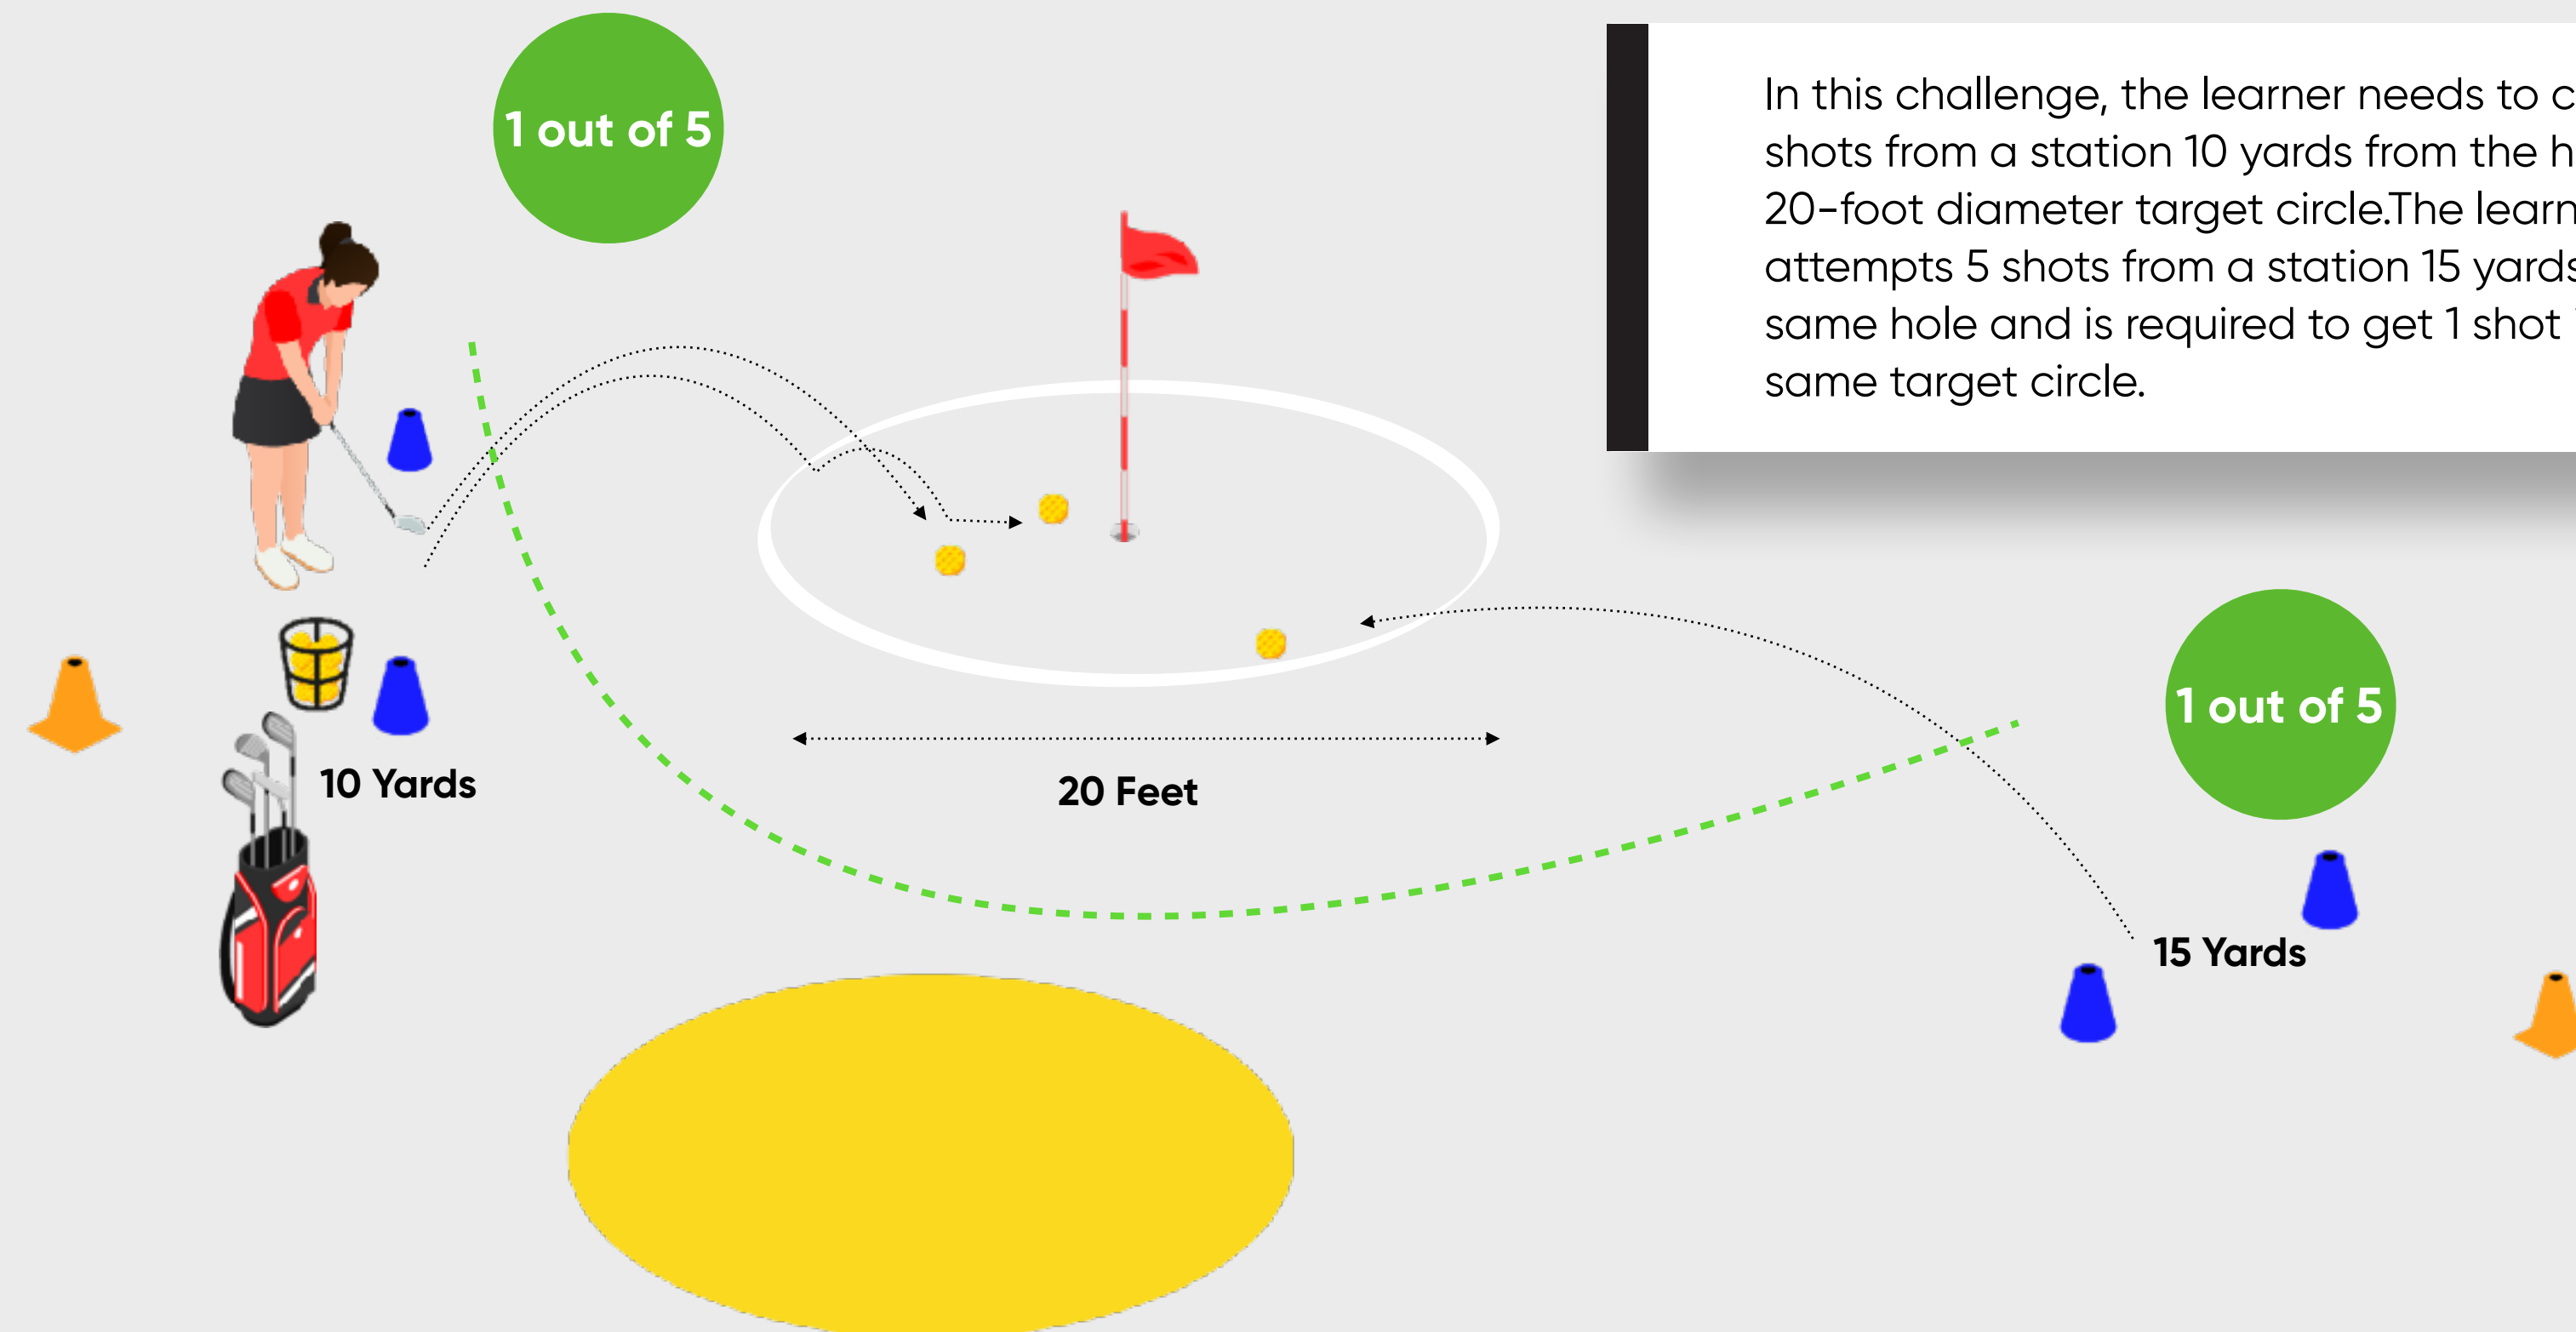 1 out of 5
In this challenge, the learner needs to
shots from a station 10 yards from the
20-foot diameter target circle.The
attempts 5 shots from a station 15 yards
same hole and is required to get 1 shot
same target circle.
10 Yards
20 Feet
1 out of 5
15 Yards